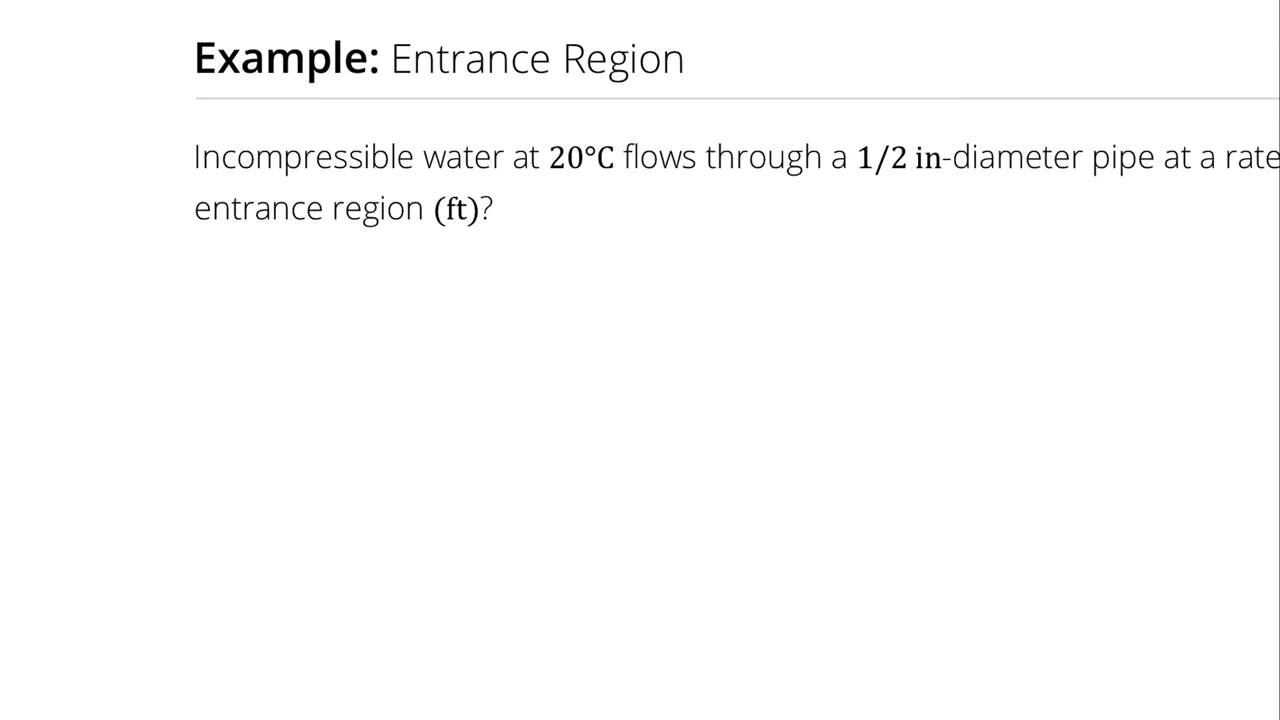 Example: Entrance Region
Incompressible water at 20°C flows through a 1/2 in-diameter pipe at a rate
entrance region (ft)?